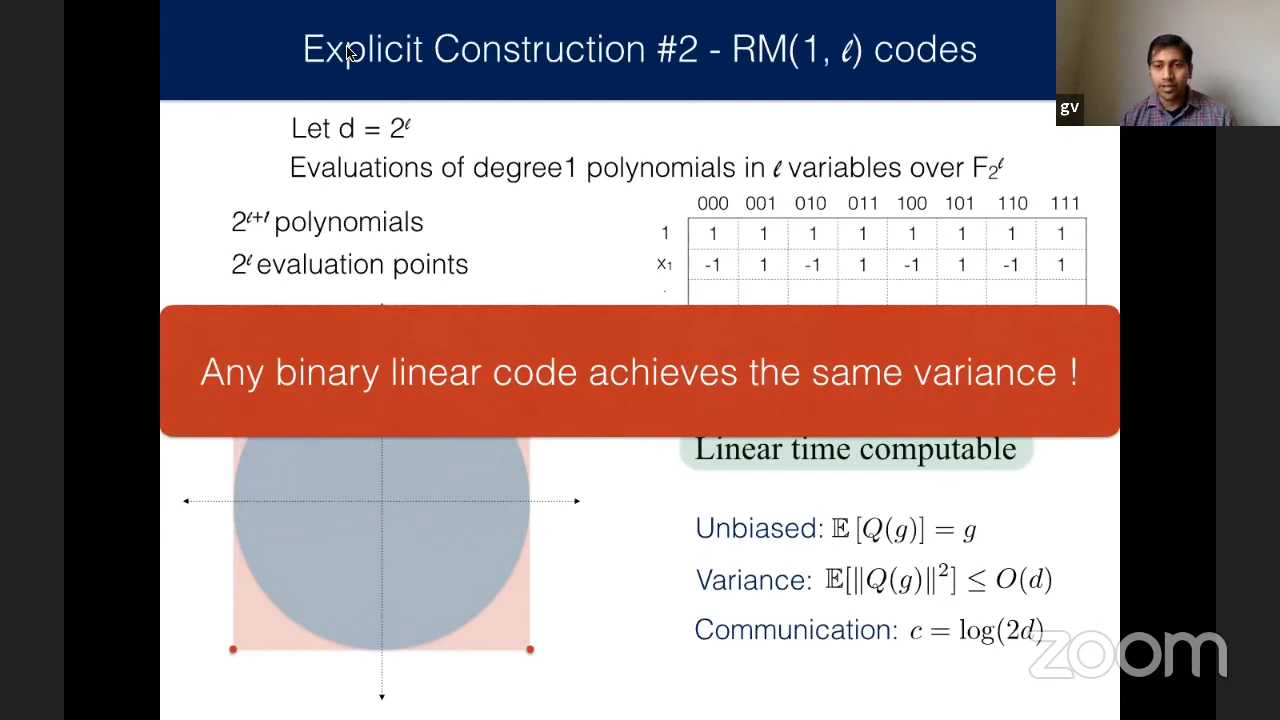 Explicit Construction #2 - RM(1, ℓ) codes
gv
Let d = 2^ℓ
Evaluations of degree1 polynomials in ℓ variables over F₂^ℓ
2^ℓ+1 polynomials
2^ℓ evaluation points
000 001 010 011 100 101 110 111
1 1 1 1 1 1 1 1 1
x₁ -1 1 -1 1 -1 1 -1 1
.
Any binary linear code achieves the same variance !
Linear time computable
Unbiased: 𝔼 [Q(g)] = g
Variance: 𝔼[‖Q(g)‖²] ≤ O(d)
Communication: c = log(2d)
zoom